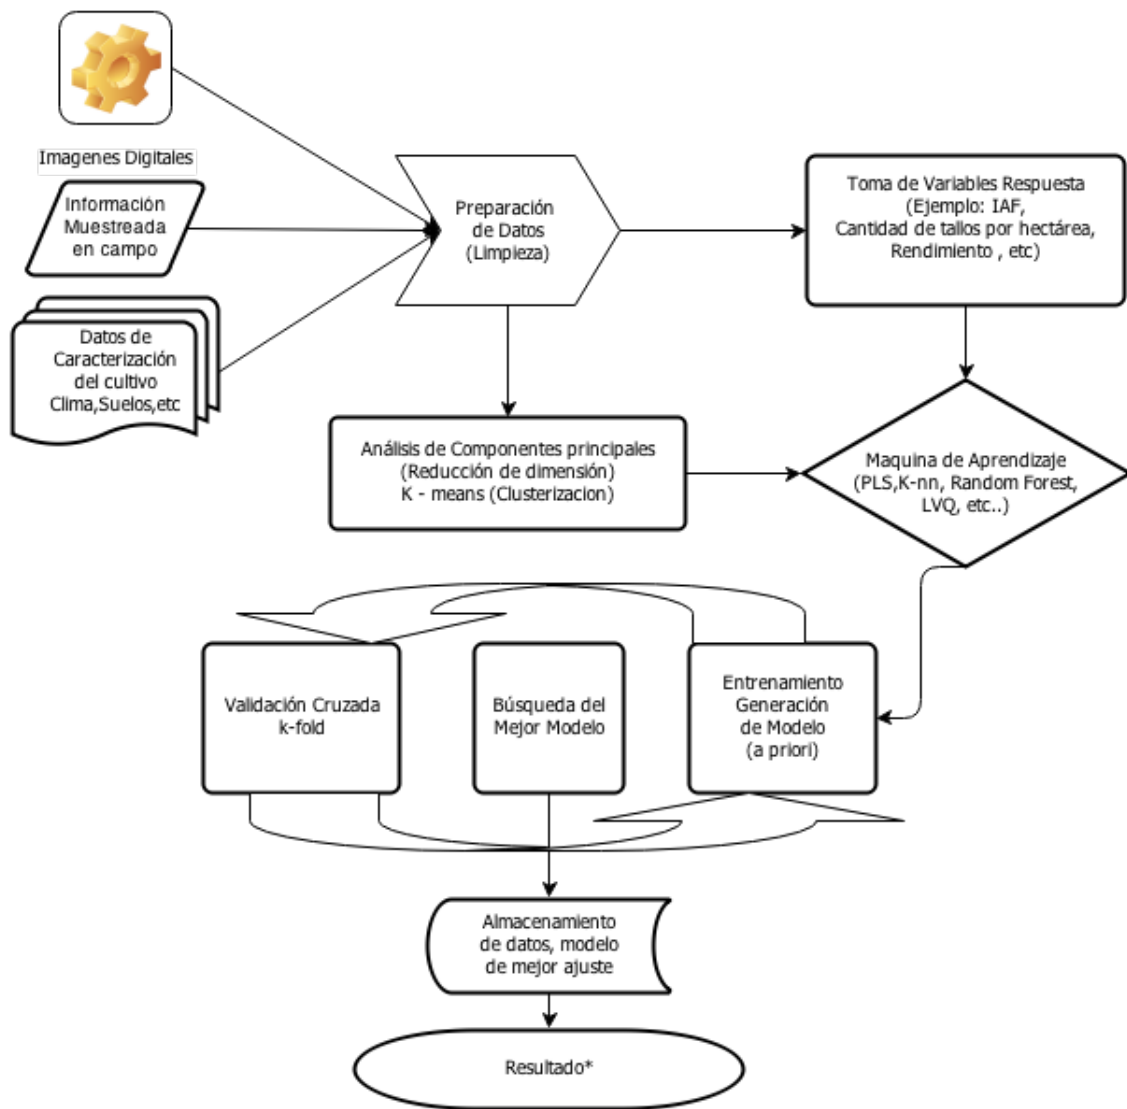 Imagenes Digitales
Información
Muestreada
en campo
Datos de
Caracterización
del cultivo
Clima,Suelos,etc
Preparación
de Datos
(Limpieza)
Toma de Variables Respuesta
(Ejemplo: IAF,
Cantidad de tallos por hectárea,
Rendimiento , etc)
Análisis de Componentes principales
(Reducción de dimensión)
K - means (Clusterizacion)
Maquina de Aprendizaje
(PLS,K-nn, Random Forest,
LVQ, etc..)
Validación Cruzada
k-fold
Búsqueda del
Mejor Modelo
Entrenamiento
Generación
de Modelo
(a priori)
Almacenamiento
de datos, modelo
de mejor ajuste
Resultado*